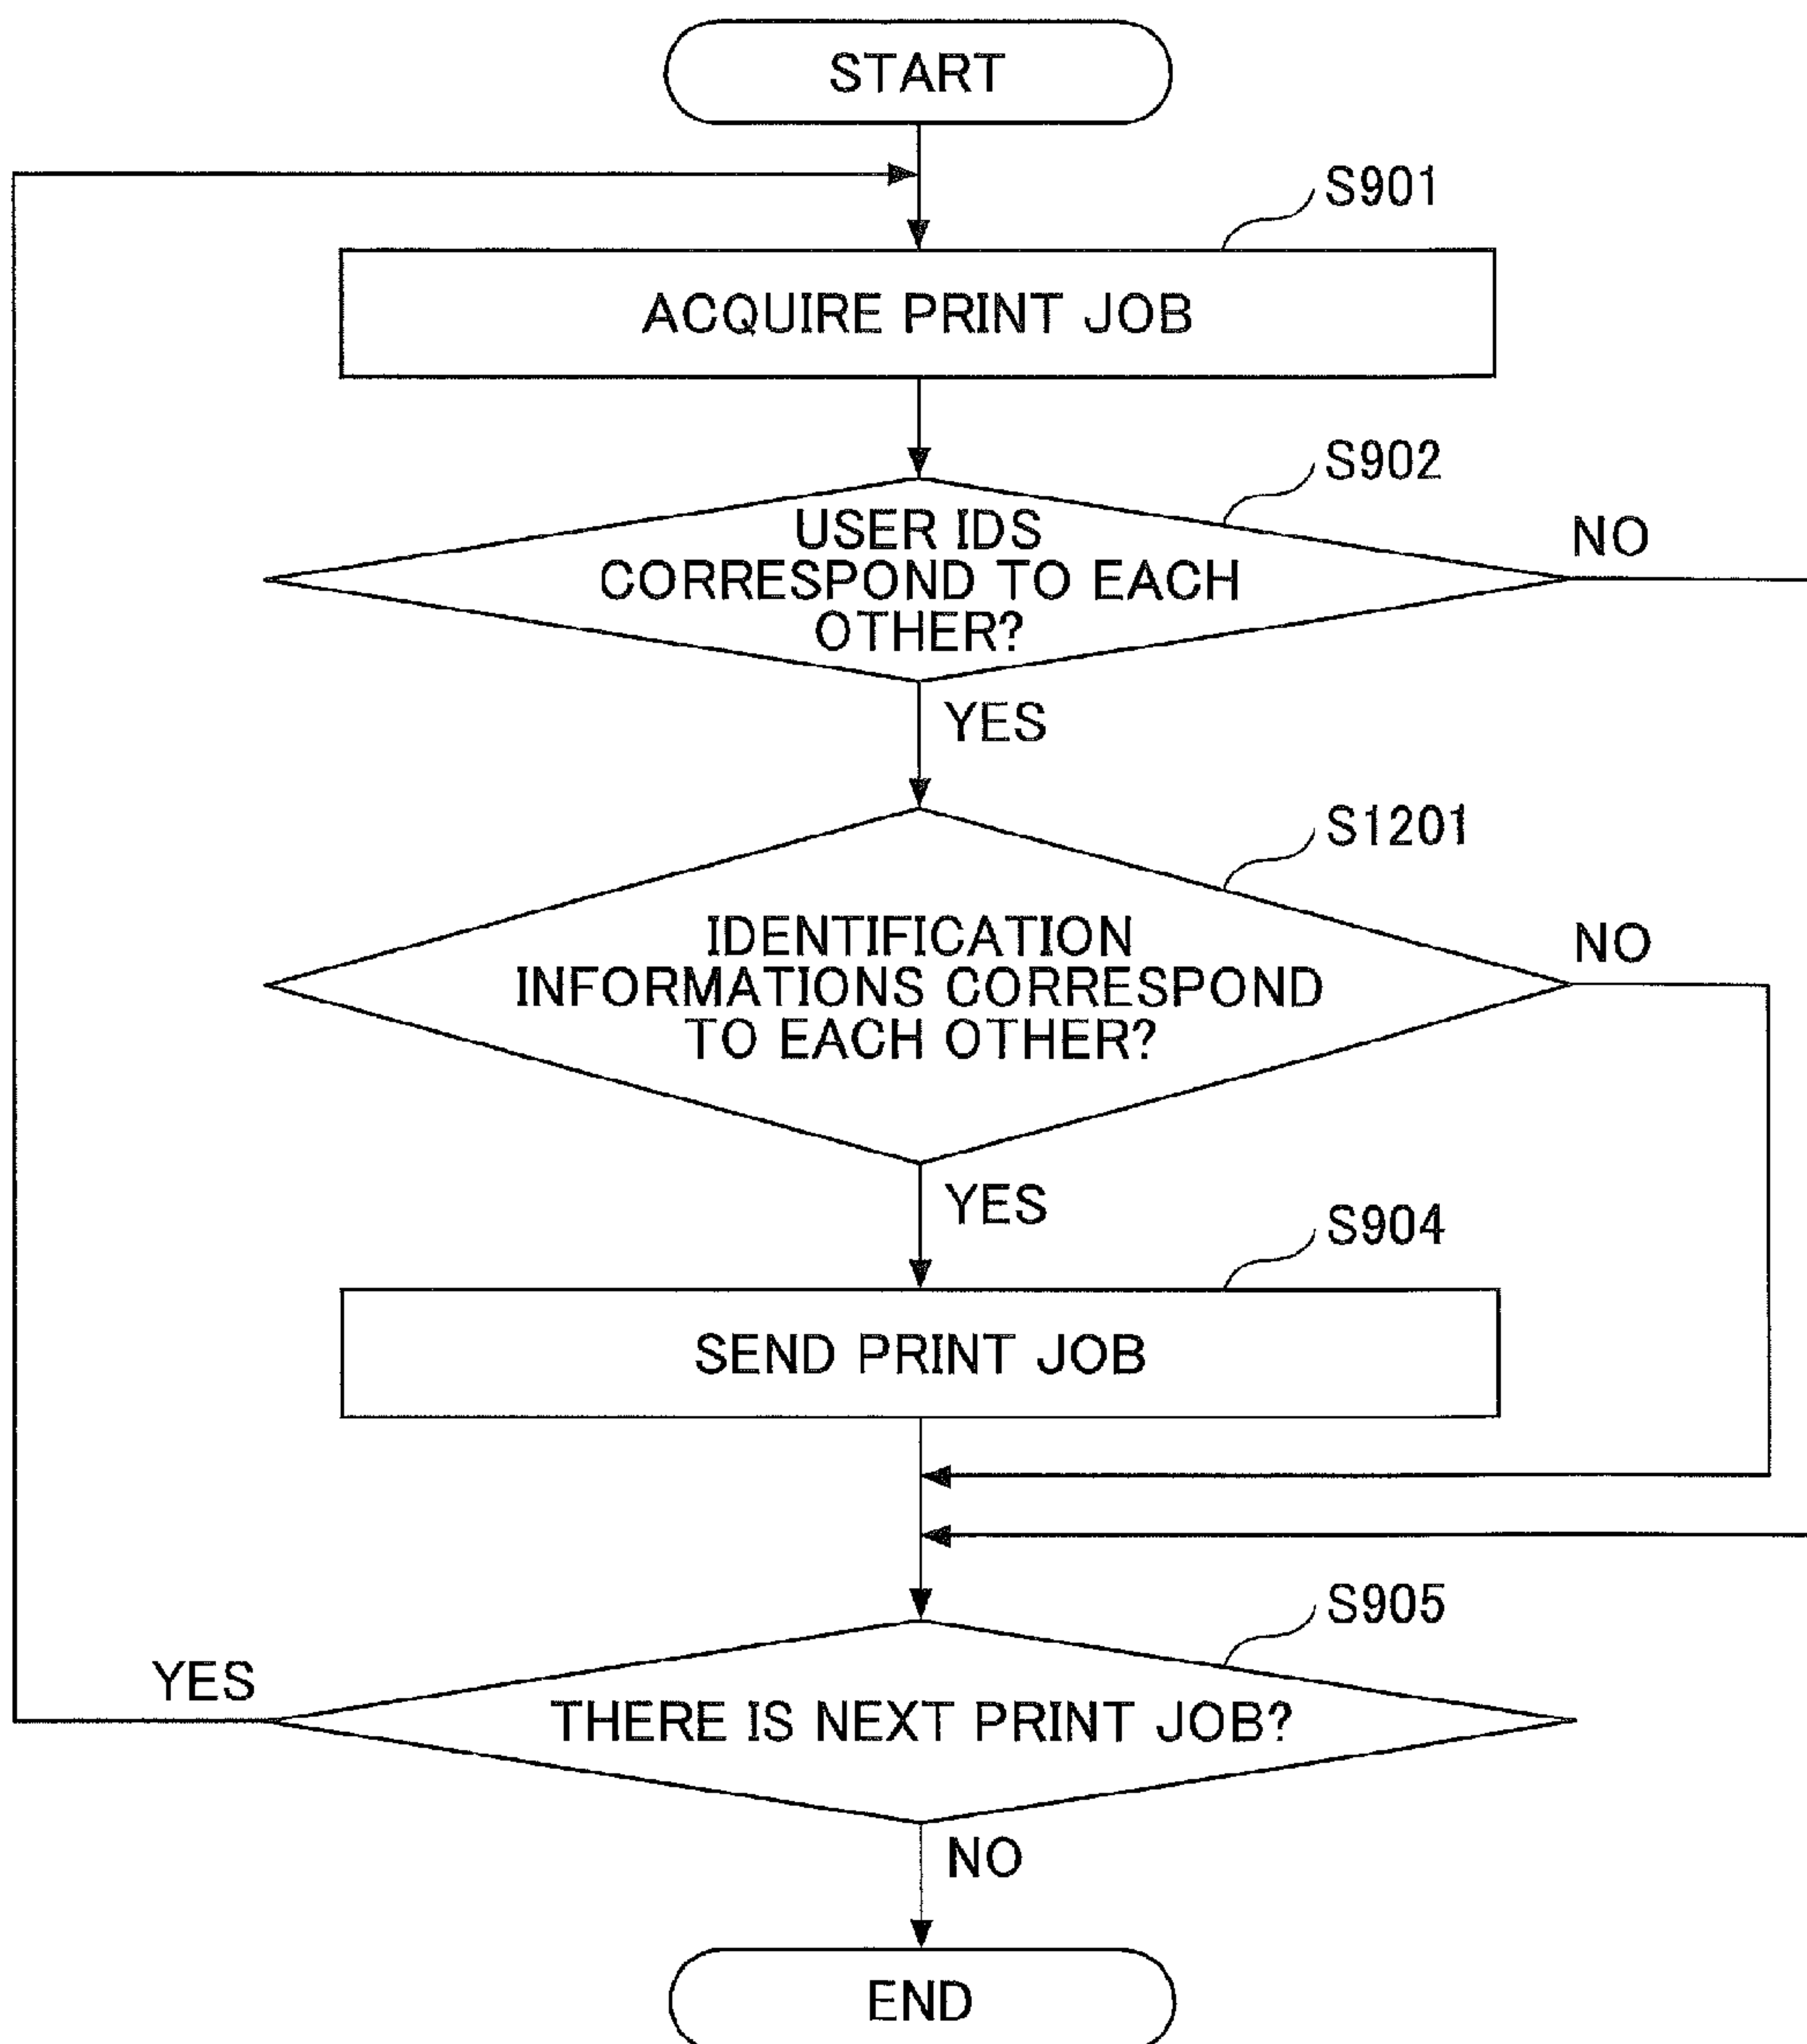 START
S901
ACQUIRE PRINT JOB
S902
USER IDS
CORRESPOND TO EACH
OTHER?
NO
YES
S1201
IDENTIFICATION
INFORMATIONS CORRESPOND
TO EACH OTHER?
NO
YES
S904
SEND PRINT JOB
S905
YES
THERE IS NEXT PRINT JOB?
NO
END